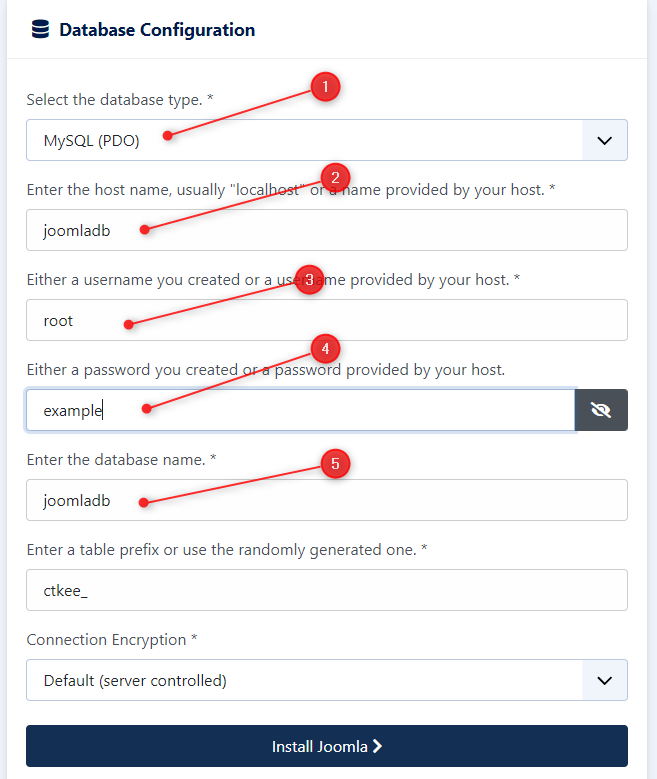 Database Configuration
1
Select the database type. *
MySQL (PDO)
2
Enter the host name, usually "localhost" or a name provided by your host. *
joomladb
3
Either a username you created or a username provided by your host. *
root
4
Either a password you created or a password provided by your host.
example
5
Enter the database name. *
joomladb
Enter a table prefix or use the randomly generated one. *
ctkee_
Connection Encryption *
Default (server controlled)
Install Joomla